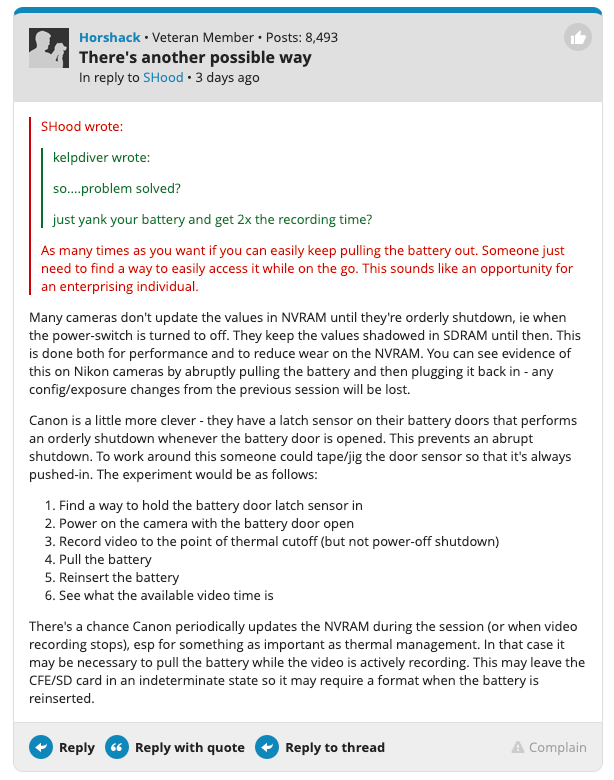 Horshack • Veteran Member • Posts: 8,493
There's another possible way
In reply to SHood • 3 days ago
SHood wrote:
kelpdiver wrote:
so....problem solved?
just yank your battery and get 2x the recording time?
As many times as you want if you can easily keep pulling the battery out. Someone just
need to find a way to easily access it while on the go. This sounds like an opportunity for
an enterprising individual.
Many cameras don't update the values in NVRAM until they're orderly shutdown, ie when
the power-switch is turned to off. They keep the values shadowed in SDRAM until then. This
is done both for performance and to reduce wear on the NVRAM. You can see evidence of
this on Nikon cameras by abruptly pulling the battery and then plugging it back in - any
config/exposure changes from the previous session will be lost.
Canon is a little more clever - they have a latch sensor on their battery doors that performs
an orderly shutdown whenever the battery door is opened. This prevents an abrupt
shutdown. To work around this someone could tape/jig the door sensor so that it's always
pushed-in. The experiment would be as follows:
1. Find a way to hold the battery door latch sensor in
2. Power on the camera with the battery door open
3. Record video to the point of thermal cutoff (but not power-off shutdown)
4. Pull the battery
5. Reinsert the battery
6. See what the available video time is
There's a chance Canon periodically updates the NVRAM during the session (or when video
recording stops), esp for something as important as thermal management. In that case it
may be necessary to pull the battery while the video is actively recording. This may leave the
CFE/SD card in an indeterminate state so it may require a format when the battery is
reinserted.
Reply Reply with quote Reply to thread Complain